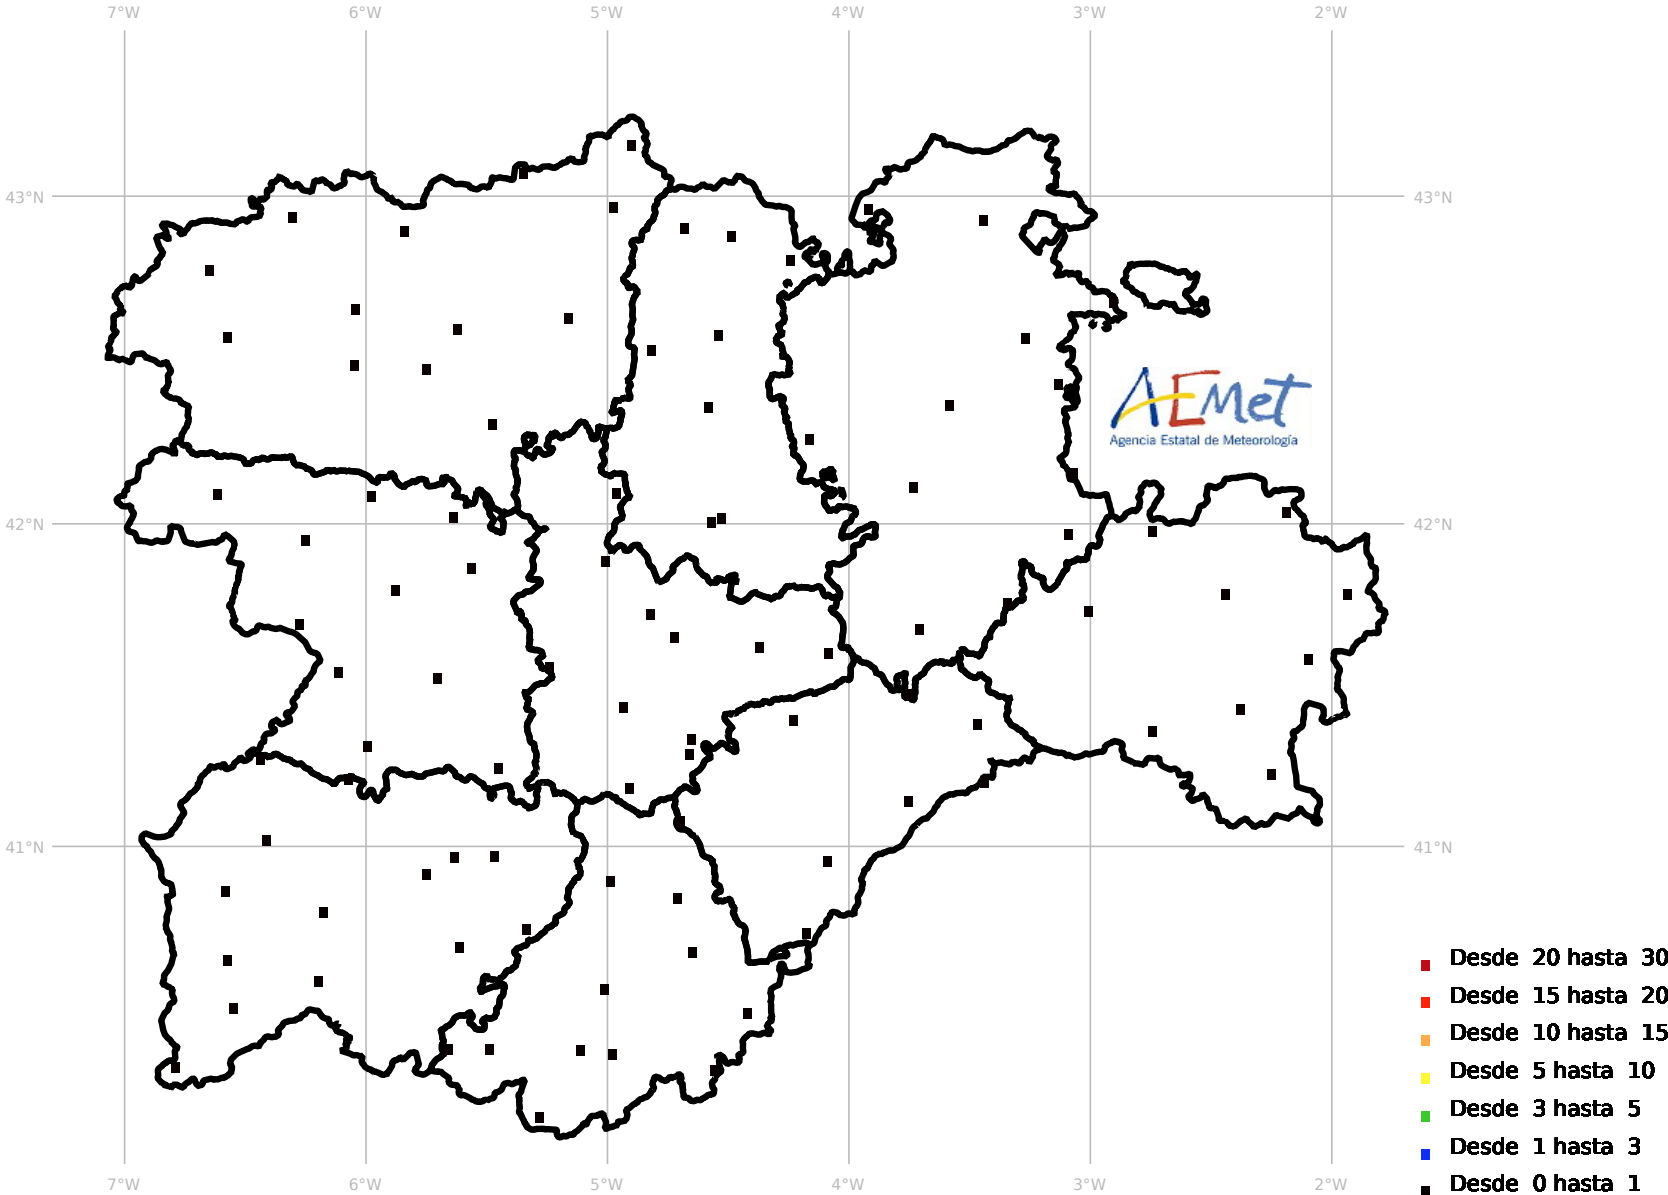 7°W 6°W 5°W 4°W 3°W 2°W
43°N 43°N
AEMet
Agencia Estatal de Meteorología
42°N 42°N
41°N 41°N
Desde 20 hasta 30
Desde 15 hasta 20
Desde 10 hasta 15
Desde 5 hasta 10
Desde 3 hasta 5
Desde 1 hasta 3
Desde 0 hasta 1
7°W 6°W 5°W 4°W 3°W 2°W